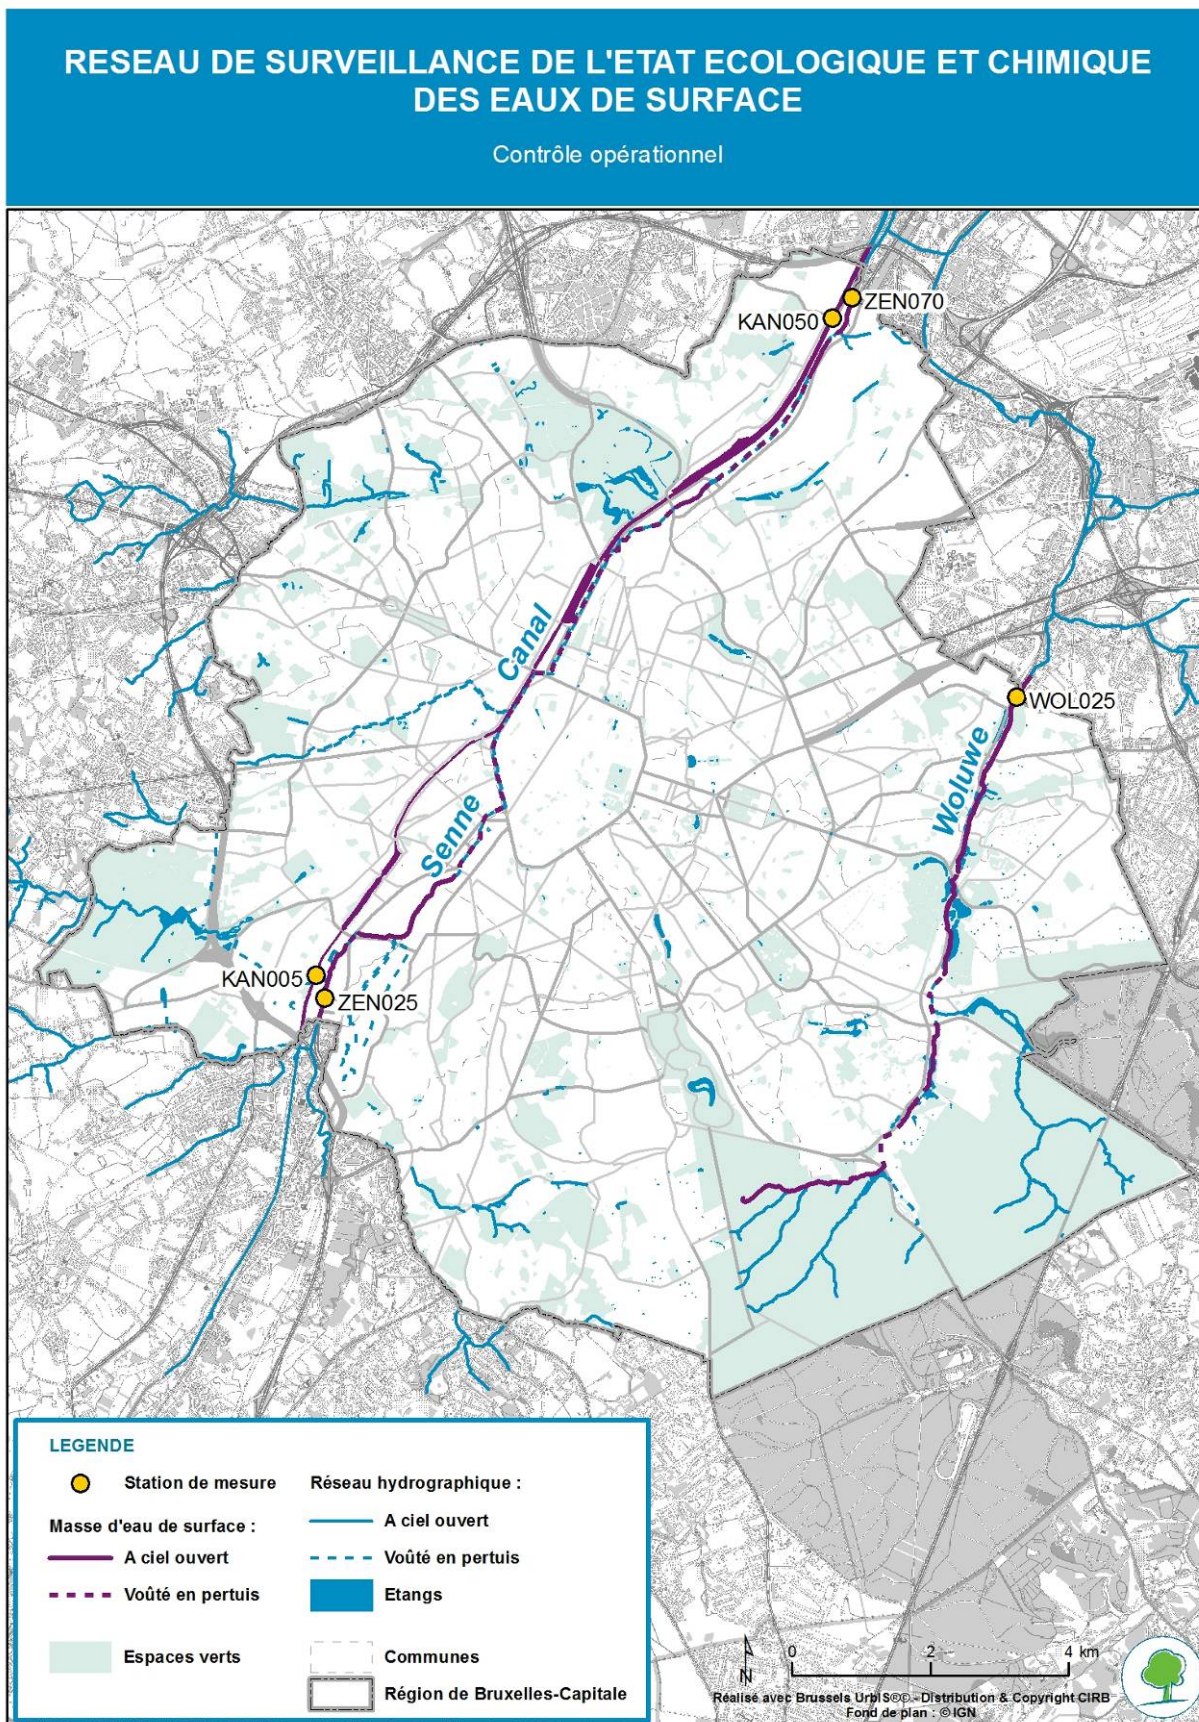 RESEAU DE SURVEILLANCE DE L'ETAT ECOLOGIQUE ET CHIMIQUE
DES EAUX DE SURFACE
Contrôle opérationnel
ZEN070
KAN050
Canal
WOL025
Woluwe
Senne
KAN005
ZEN025
LEGENDE
Station de mesure
Réseau hydrographique :
Masse d'eau de surface :
A ciel ouvert
A ciel ouvert
Voûté en pertuis
Voûté en pertuis
Etangs
Espaces verts
Communes
Région de Bruxelles-Capitale
N
0 2 4 km
Réalisé avec Brussels UrbIS®© - Distribution & Copyright CIRB
Fond de plan : © IGN